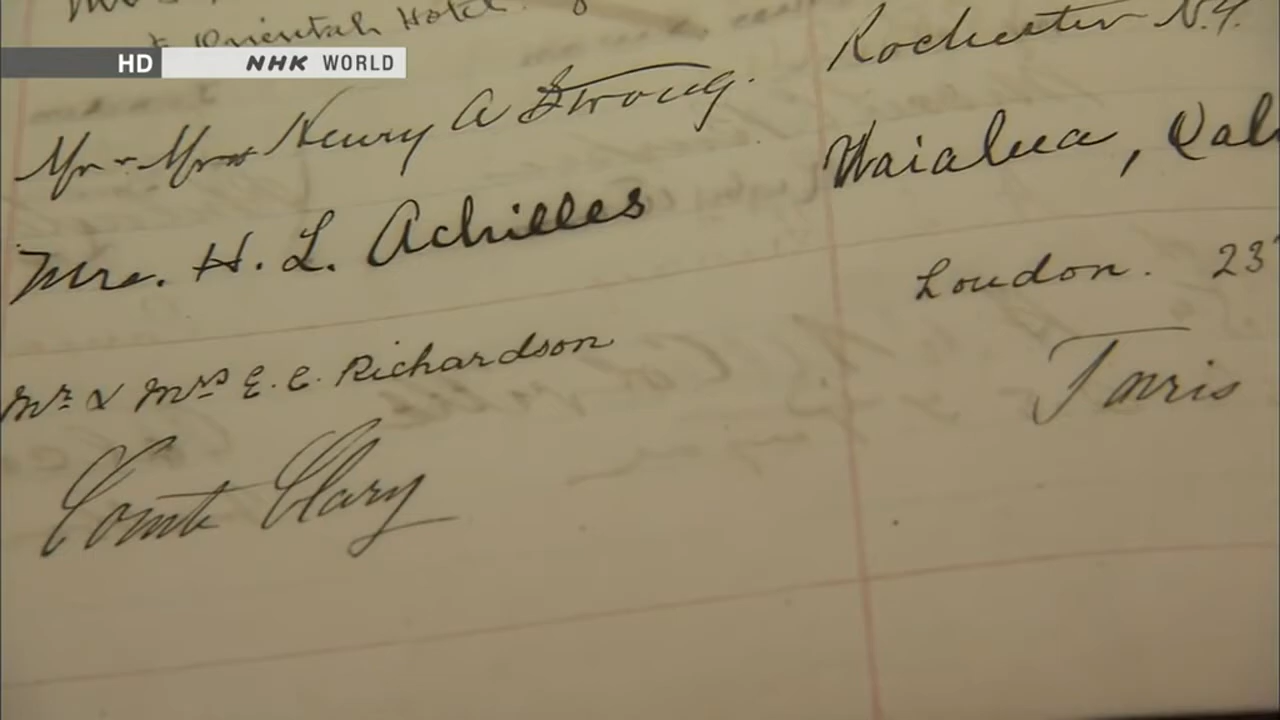 Oriental Hotel.
HD NHK WORLD
Mr - Mrs Henry A Strong. Rochester N.Y.
Mrs. H. L. Achilles Waialua, Oah
London. 23
Mr & Mrs E. C. Richardson
Paris
Comte Clary